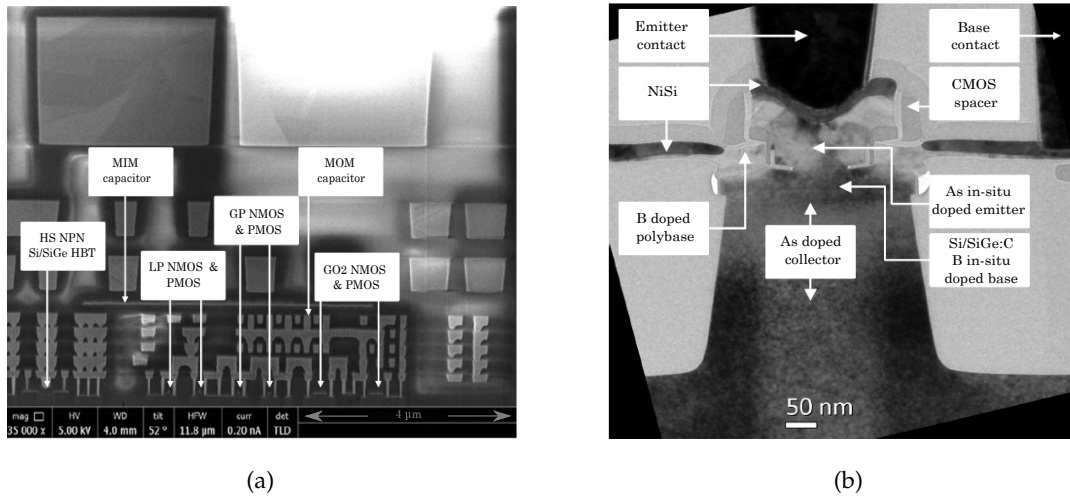 MIM
capacitor
MOM
capacitor
GP NMOS
& PMOS
HS NPN
Si/SiGe HBT
LP NMOS &
PMOS
GO2 NMOS
& PMOS
mag HV WD tilt HFW curr det
35 000 x 5.00 kV 4.0 mm 52 ° 11.8 µm 0.20 nA TLD
4 µm
(a)
Emitter
contact
Base
contact
NiSi
CMOS
spacer
As in-situ
doped emitter
B doped
polybase
As doped
collector
Si/SiGe:C
B in-situ
doped base
50 nm
(b)